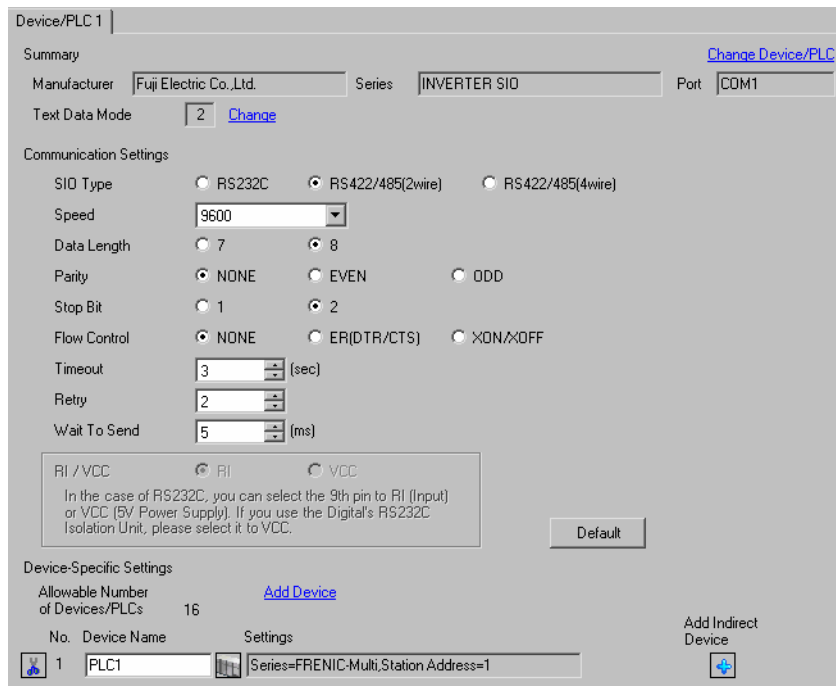 Device/PLC 1
Summary Change Device/PLC
Manufacturer Fuji Electric Co.,Ltd. Series INVERTER SIO Port COM1
Text Data Mode 2 Change
Communication Settings
SIO Type RS232C RS422/485(2wire) RS422/485(4wire)
Speed 9600
Data Length 7 8
Parity NONE EVEN ODD
Stop Bit 1 2
Flow Control NONE ER(DTR/CTS) XON/XOFF
Timeout 3 (sec)
Retry 2
Wait To Send 5 (ms)
RI / VCC RI VCC
In the case of RS232C, you can select the 9th pin to RI (Input)
or VCC (5V Power Supply). If you use the Digital's RS232C
Isolation Unit, please select it to VCC.
Default
Device-Specific Settings
Allowable Number Add Device
of Devices/PLCs 16
Add Indirect
Device
No. Device Name Settings
1 PLC1 Series=FRENIC-Multi,Station Address=1